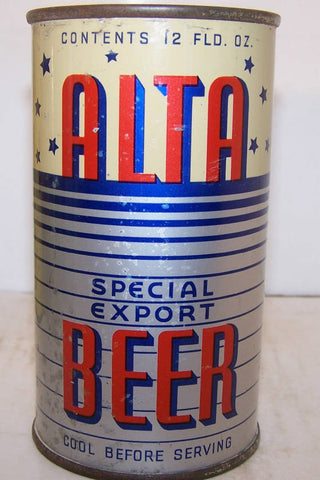 CONTENTS 12 FLD. OZ.
ALTA
SPECIAL
EXPORT
BEER
COOL BEFORE SERVING